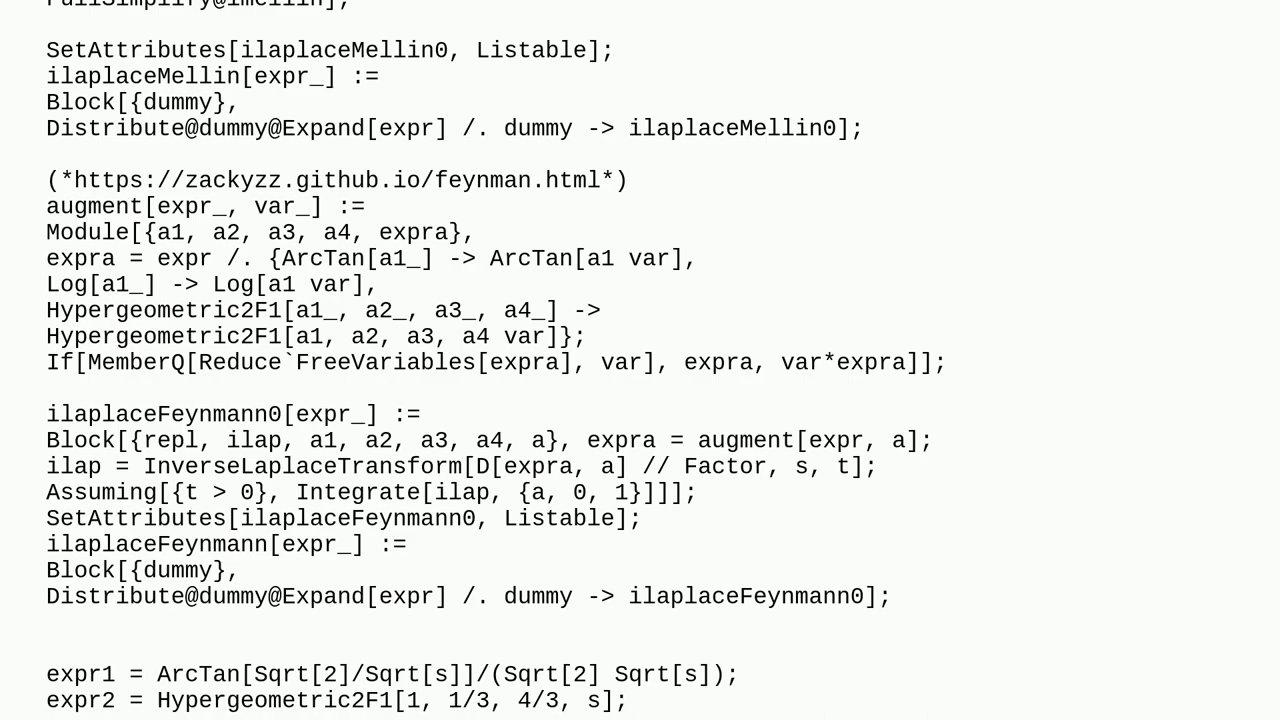 FullSimplify@imellin];
SetAttributes[ilaplaceMellin0, Listable];
ilaplaceMellin[expr_] :=
Block[{dummy},
Distribute@dummy@Expand[expr] /. dummy -> ilaplaceMellin0];
(*https://zackyzz.github.io/feynman.html*)
augment[expr_, var_] :=
Module[{a1, a2, a3, a4, expra},
expra = expr /. {ArcTan[a1_] -> ArcTan[a1 var],
Log[a1_] -> Log[a1 var],
Hypergeometric2F1[a1_, a2_, a3_, a4_] ->
Hypergeometric2F1[a1, a2, a3, a4 var]};
If[MemberQ[Reduce`FreeVariables[expra], var], expra, var*expra]];
ilaplaceFeynmann0[expr_] :=
Block[{repl, ilap, a1, a2, a3, a4, a}, expra = augment[expr, a];
ilap = InverseLaplaceTransform[D[expra, a] // Factor, s, t];
Assuming[{t > 0}, Integrate[ilap, {a, 0, 1}]]];
SetAttributes[ilaplaceFeynmann0, Listable];
ilaplaceFeynmann[expr_] :=
Block[{dummy},
Distribute@dummy@Expand[expr] /. dummy -> ilaplaceFeynmann0];
expr1 = ArcTan[Sqrt[2]/Sqrt[s]]/(Sqrt[2] Sqrt[s]);
expr2 = Hypergeometric2F1[1, 1/3, 4/3, s];